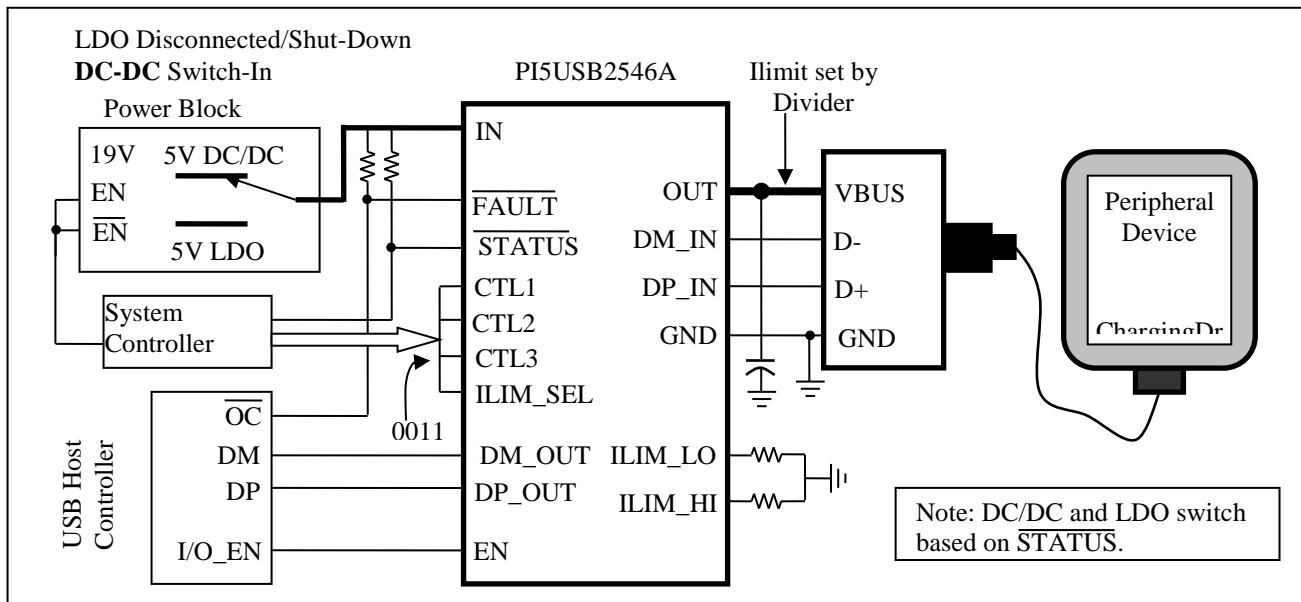 LDO Disconnected/Shut-Down
DC-DC Switch-In
Power Block
19V
5V DC/DC
EN
EN
5V LDO
System
Controller
USB Host
Controller
OC
DM
DP
I/O_EN
0011
PI5USB2546A
IN
FAULT
STATUS
CTL1
CTL2
CTL3
ILIM_SEL
DM_OUT
DP_OUT
EN
OUT
DM_IN
DP_IN
GND
ILIM_LO
ILIM_HI
Ilimit set by
Divider
VBUS
D-
D+
GND
Peripheral
Device
ChargingDr
Note: DC/DC and LDO switch
based on STATUS.